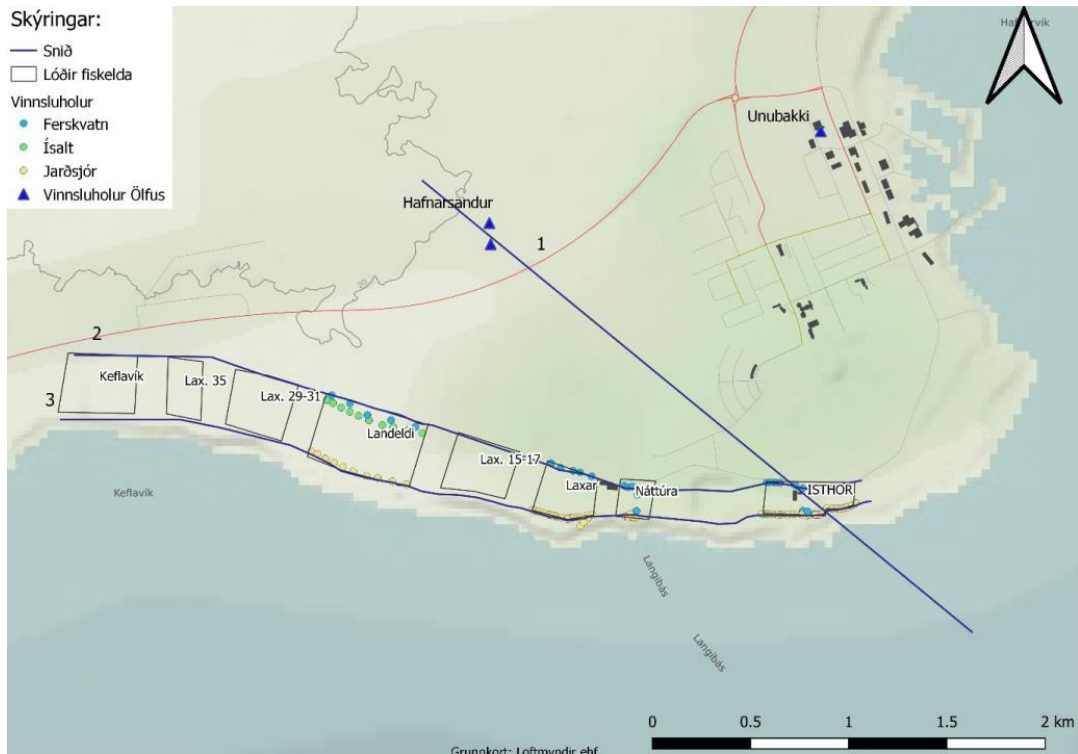 Skýringar:
Snið
Lóðir fiskelda
Vinnsluholur
Ferskvatn
Ísalt
Jarðsjór
Vinnsluholur Ölfus
Unubakki
Hafnarsandur
1
20
2
Keflavík
Lax. 35
Lax. 29-31
3
Landeldi
Lax. 15-17
Laxar
Náttúra
ISTHOR
Keflavík
Langibás
Langibás
0 0.5 1 1.5 2 km
Grunnkort: Loftmyndir ehf